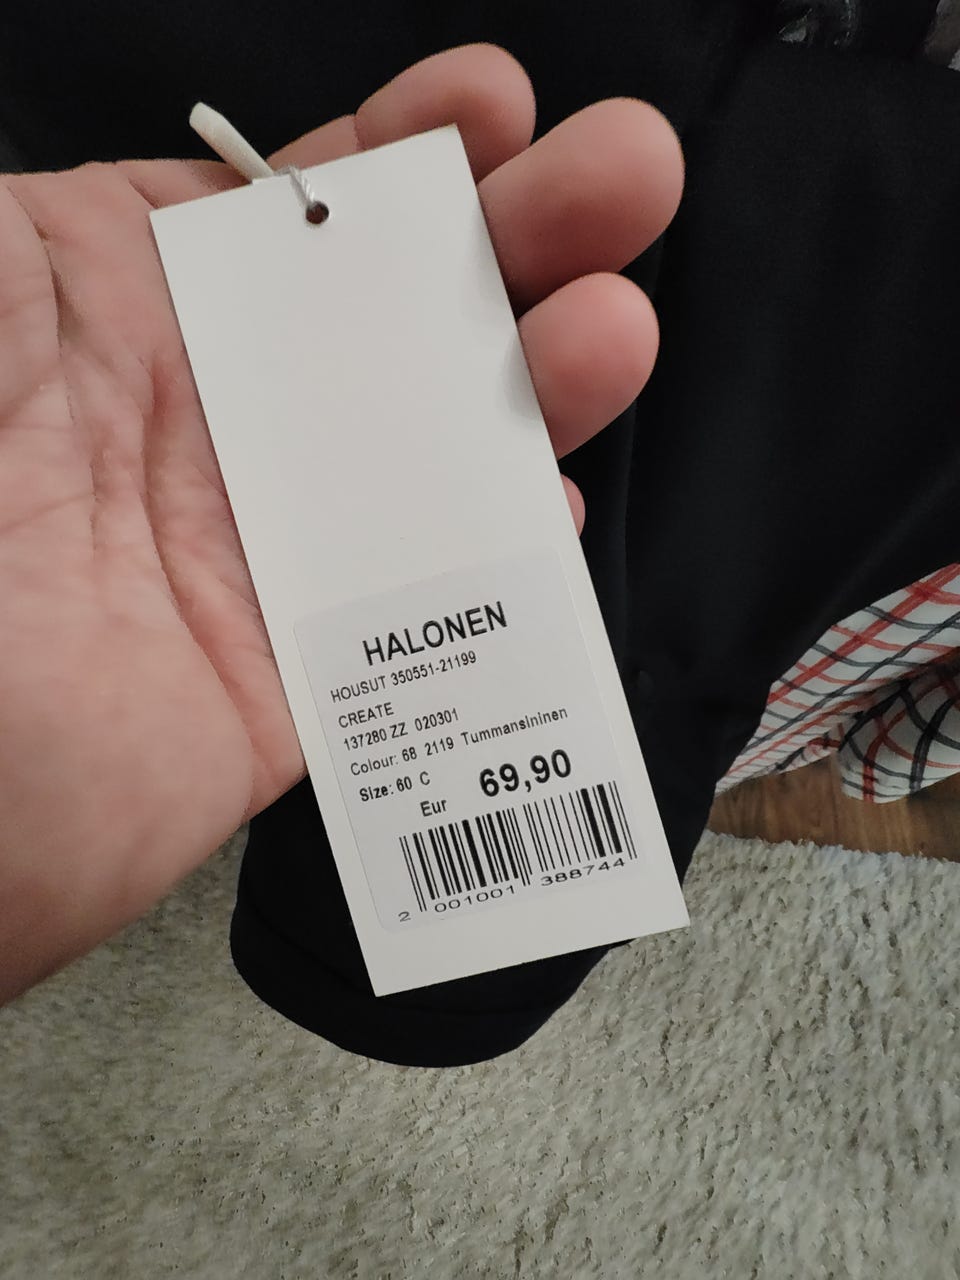 HALONEN
HOUSUT 350551-21199
CREATE
137280 ZZ 020301
Colour: 68 2119 Tummansininen
Size: 60 C
Eur 69,90
2 001001 388744